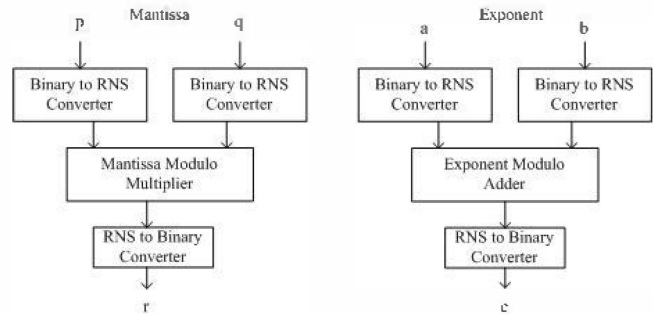 Mantissa
p
q
Binary to RNS
Converter
Binary to RNS
Converter
Mantissa Modulo
Multiplier
RNS to Binary
Converter
r
Exponent
a
b
Binary to RNS
Converter
Binary to RNS
Converter
Exponent Modulo
Adder
RNS to Binary
Converter
c